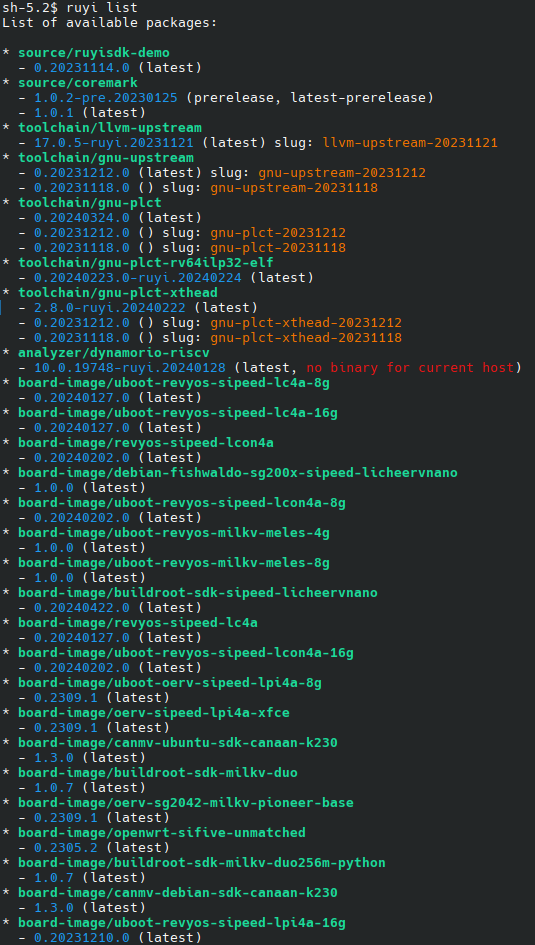 sh-5.2$ ruyi list
List of available packages:

* source/ruyisdk-demo
  - 0.20231114.0 (latest)
* source/coremark
  - 1.0.2-pre.20230125 (prerelease, latest-prerelease)
  - 1.0.1 (latest)
* toolchain/llvm-upstream
  - 17.0.5-ruyi.20231121 (latest) slug: llvm-upstream-20231121
* toolchain/gnu-upstream
  - 0.20231212.0 (latest) slug: gnu-upstream-20231212
  - 0.20231118.0 () slug: gnu-upstream-20231118
* toolchain/gnu-plct
  - 0.20240324.0 (latest)
  - 0.20231212.0 () slug: gnu-plct-20231212
  - 0.20231118.0 () slug: gnu-plct-20231118
* toolchain/gnu-plct-rv64ilp32-elf
  - 0.20240223.0-ruyi.20240224 (latest)
* toolchain/gnu-plct-xthead
  - 2.8.0-ruyi.20240222 (latest)
  - 0.20231212.0 () slug: gnu-plct-xthead-20231212
  - 0.20231118.0 () slug: gnu-plct-xthead-20231118
* analyzer/dynamorio-riscv
  - 10.0.19748-ruyi.20240128 (latest, no binary for current host)
* board-image/uboot-revyos-sipeed-lc4a-8g
  - 0.20240127.0 (latest)
* board-image/uboot-revyos-sipeed-lc4a-16g
  - 0.20240127.0 (latest)
* board-image/revyos-sipeed-lcon4a
  - 0.20240202.0 (latest)
* board-image/debian-fishwaldo-sg200x-sipeed-licheervnano
  - 1.0.0 (latest)
* board-image/uboot-revyos-sipeed-lcon4a-8g
  - 0.20240202.0 (latest)
* board-image/uboot-revyos-milkv-meles-4g
  - 1.0.0 (latest)
* board-image/uboot-revyos-milkv-meles-8g
  - 1.0.0 (latest)
* board-image/buildroot-sdk-sipeed-licheervnano
  - 0.20240422.0 (latest)
* board-image/revyos-sipeed-lc4a
  - 0.20240127.0 (latest)
* board-image/uboot-revyos-sipeed-lcon4a-16g
  - 0.20240202.0 (latest)
* board-image/uboot-oerv-sipeed-lpi4a-8g
  - 0.2309.1 (latest)
* board-image/oerv-sipeed-lpi4a-xfce
  - 0.2309.1 (latest)
* board-image/canmv-ubuntu-sdk-canaan-k230
  - 1.3.0 (latest)
* board-image/buildroot-sdk-milkv-duo
  - 1.0.7 (latest)
* board-image/oerv-sg2042-milkv-pioneer-base
  - 0.2309.1 (latest)
* board-image/openwrt-sifive-unmatched
  - 0.2305.2 (latest)
* board-image/buildroot-sdk-milkv-duo256m-python
  - 1.0.7 (latest)
* board-image/canmv-debian-sdk-canaan-k230
  - 1.3.0 (latest)
* board-image/uboot-revyos-sipeed-lpi4a-16g
  - 0.20231210.0 (latest)